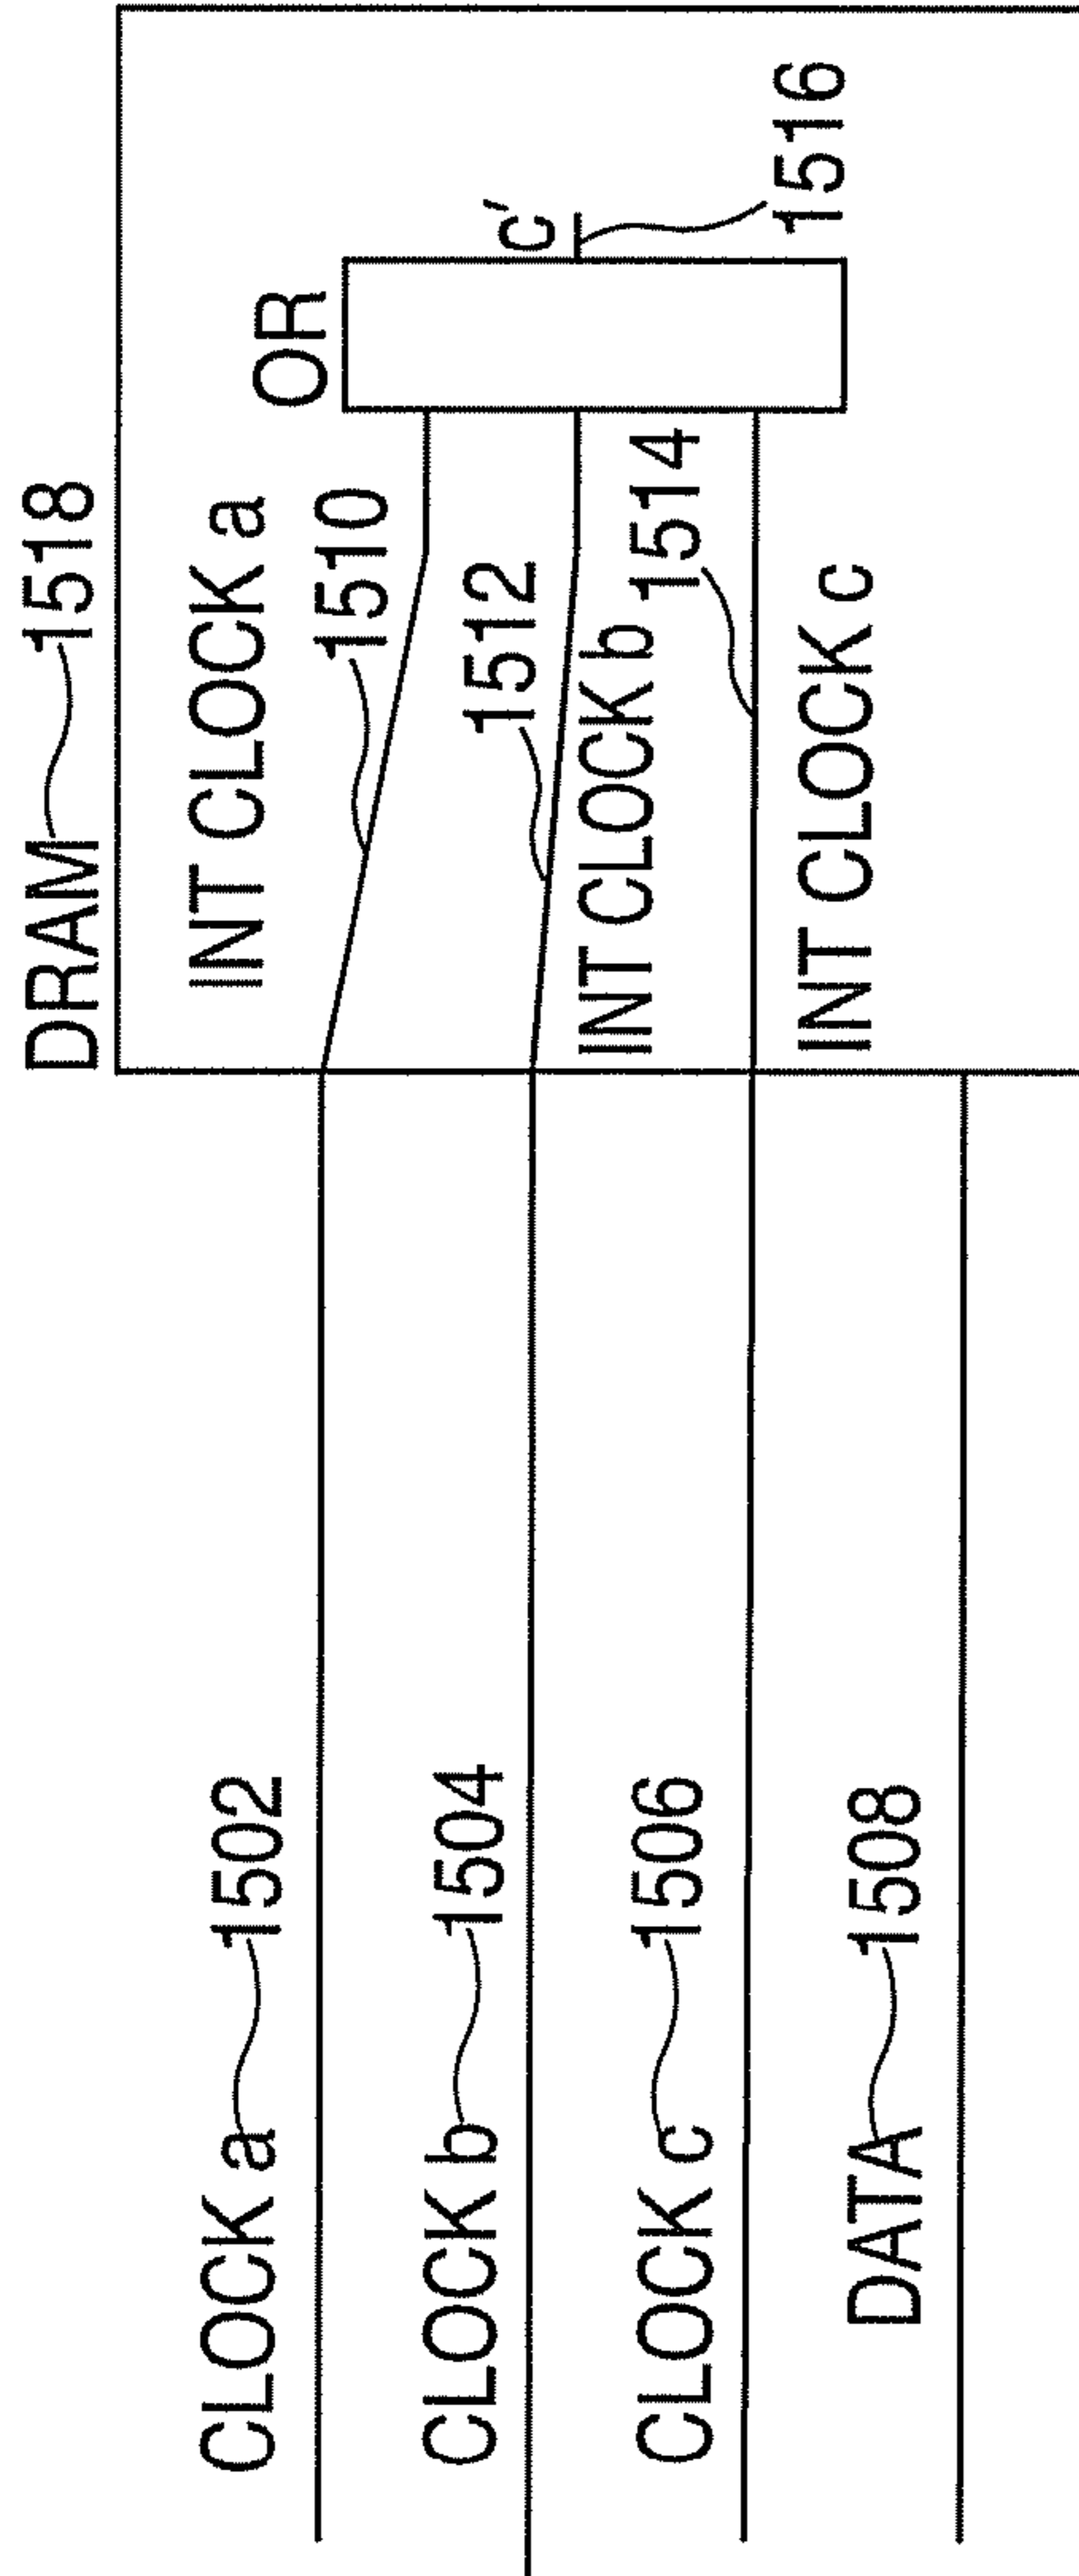 DRAM 1518
INT CLOCK a
1510
OR
1512
c'
INT CLOCK b
1514
1516
INT CLOCK c
CLOCK a 1502
CLOCK b 1504
CLOCK c 1506
DATA 1508